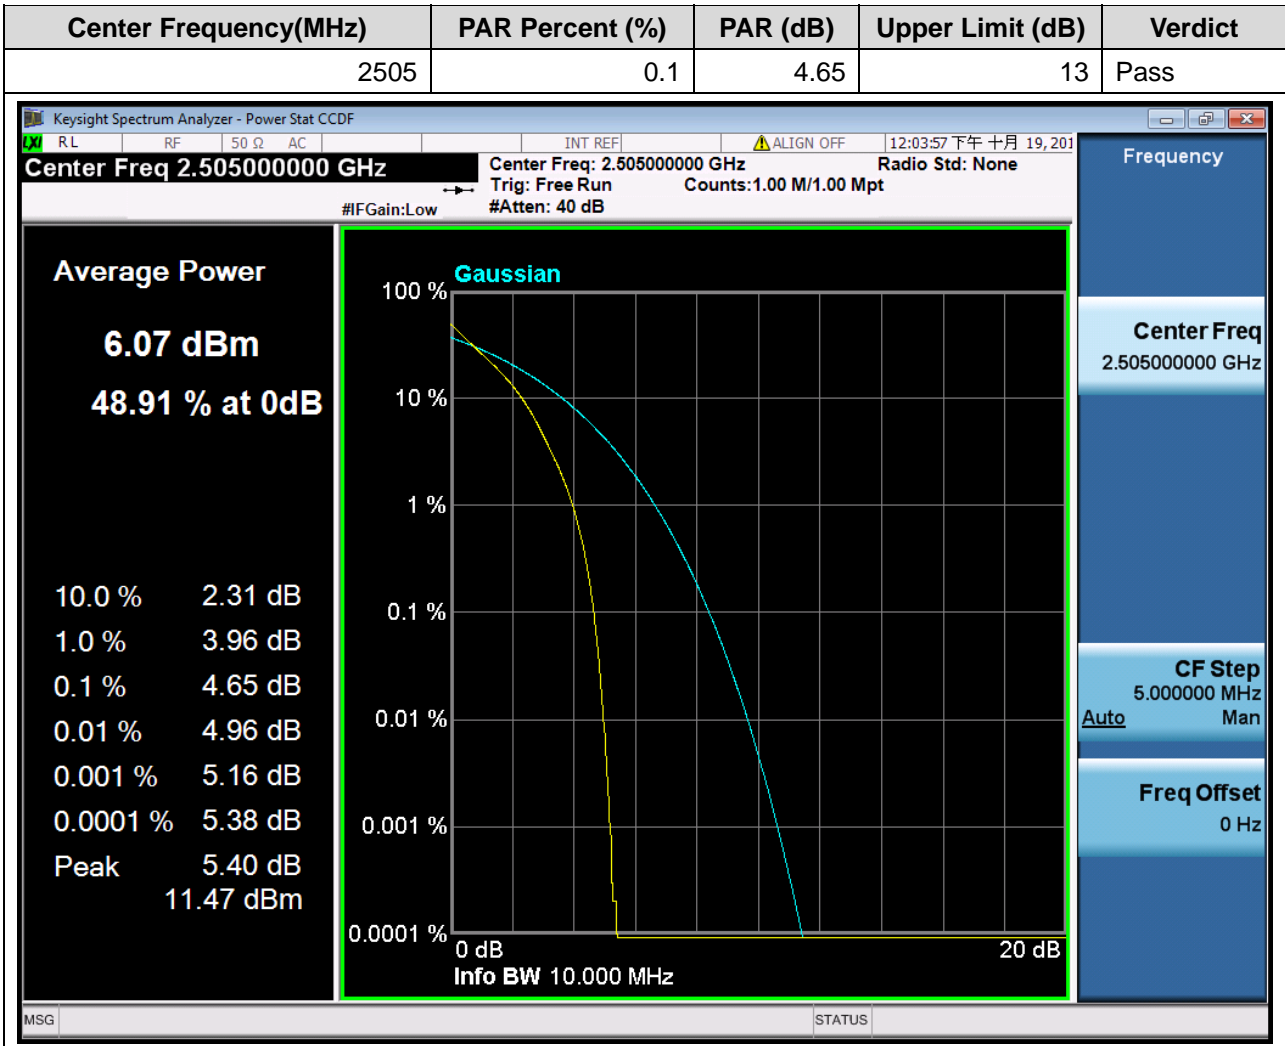 Center Frequency(MHz) PAR Percent (%) PAR (dB) Upper Limit (dB) Verdict
2505 0.1 4.65 13 Pass
Keysight Spectrum Analyzer - Power Stat CCDF
LXI RL RF 50 Ω AC INT REF ALIGN OFF 12:03:57 下午 十月 19, 201
Center Freq 2.505000000 GHz
Center Freq: 2.505000000 GHz Radio Std: None
Trig: Free Run Counts:1.00 M/1.00 Mpt
#IFGain:Low #Atten: 40 dB
Average Power
6.07 dBm
48.91 % at 0dB
10.0 % 2.31 dB
1.0 % 3.96 dB
0.1 % 4.65 dB
0.01 % 4.96 dB
0.001 % 5.16 dB
0.0001 % 5.38 dB
Peak 5.40 dB
11.47 dBm
Gaussian
100 %
10 %
1 %
0.1 %
0.01 %
0.001 %
0.0001 %
0 dB 20 dB
Info BW 10.000 MHz
Frequency
Center Freq
2.505000000 GHz
CF Step
5.000000 MHz
Auto Man
Freq Offset
0 Hz
MSG STATUS